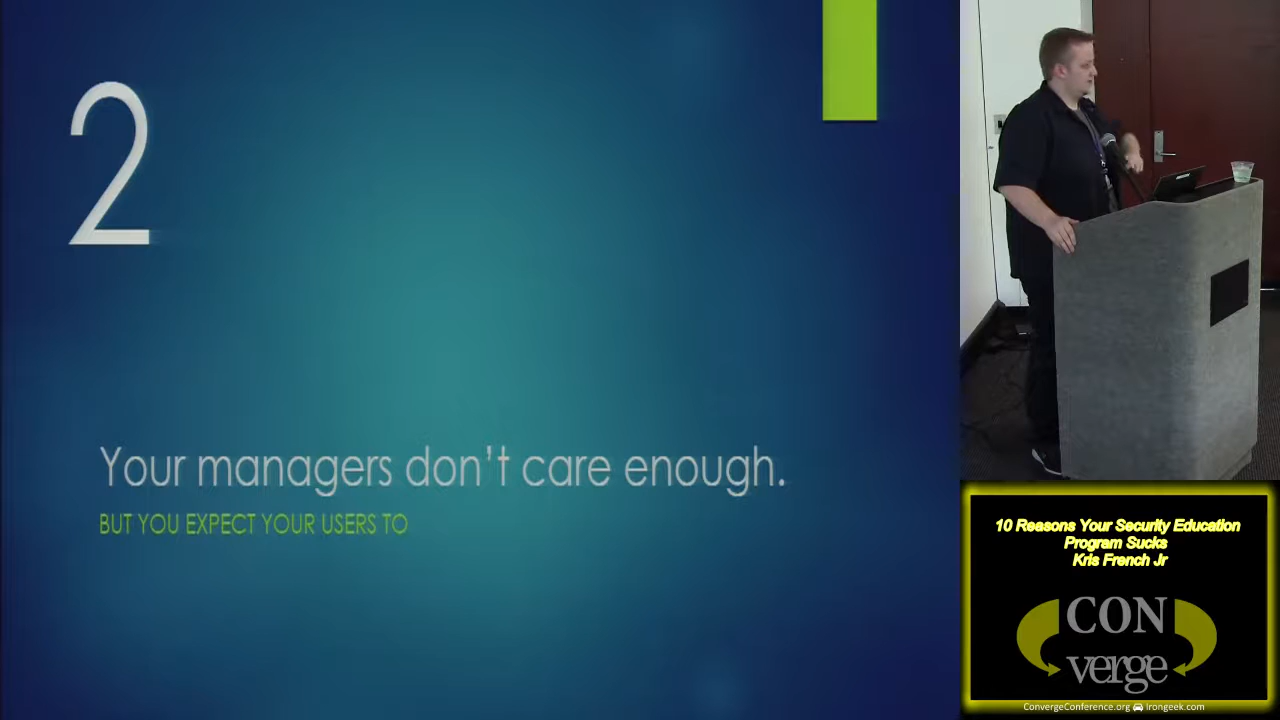 2
Your managers don't care enough.
BUT YOU EXPECT YOUR USERS TO
10 Reasons Your Security Education
Program Sucks
Kris French Jr
CON
verge
ConvergeConference.org Irongeek.com